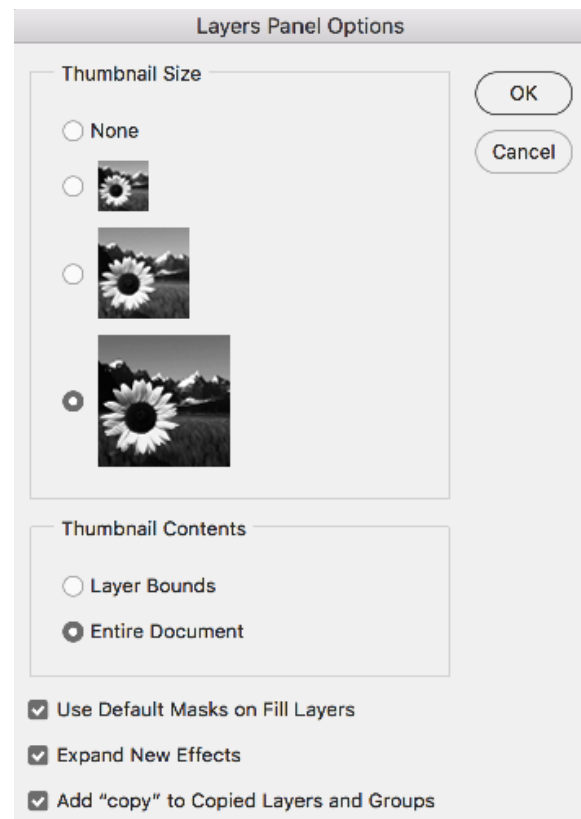 Layers Panel Options
Thumbnail Size
OK
None
Cancel
Thumbnail Contents
Layer Bounds
Entire Document
Use Default Masks on Fill Layers
Expand New Effects
Add “copy” to Copied Layers and Groups